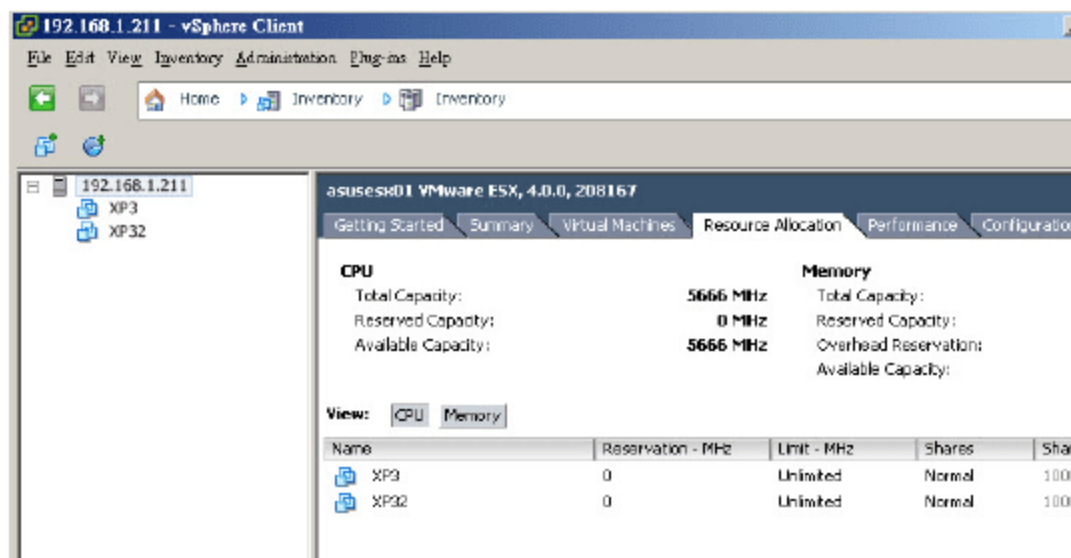 192.168.1.211 - vSphere Client
File Edit View Inventory Administration Plug-ins Help
Home Inventory Inventory
192.168.1.211
XP3
XP32
asusesx01 VMware ESX, 4.0.0, 208167
Getting Started Summary Virtual Machines Resource Allocation Performance Configuratio
CPU Memory
Total Capacity: 5666 MHz Total Capacity:
Reserved Capacity: 0 MHz Reserved Capacity:
Available Capacity: 5666 MHz Overhead Reservation:
Available Capacity:
View: CPU Memory
Name Reservation - MHz Limit - MHz Shares Sha
XP3 0 Unlimited Normal 100
XP32 0 Unlimited Normal 100